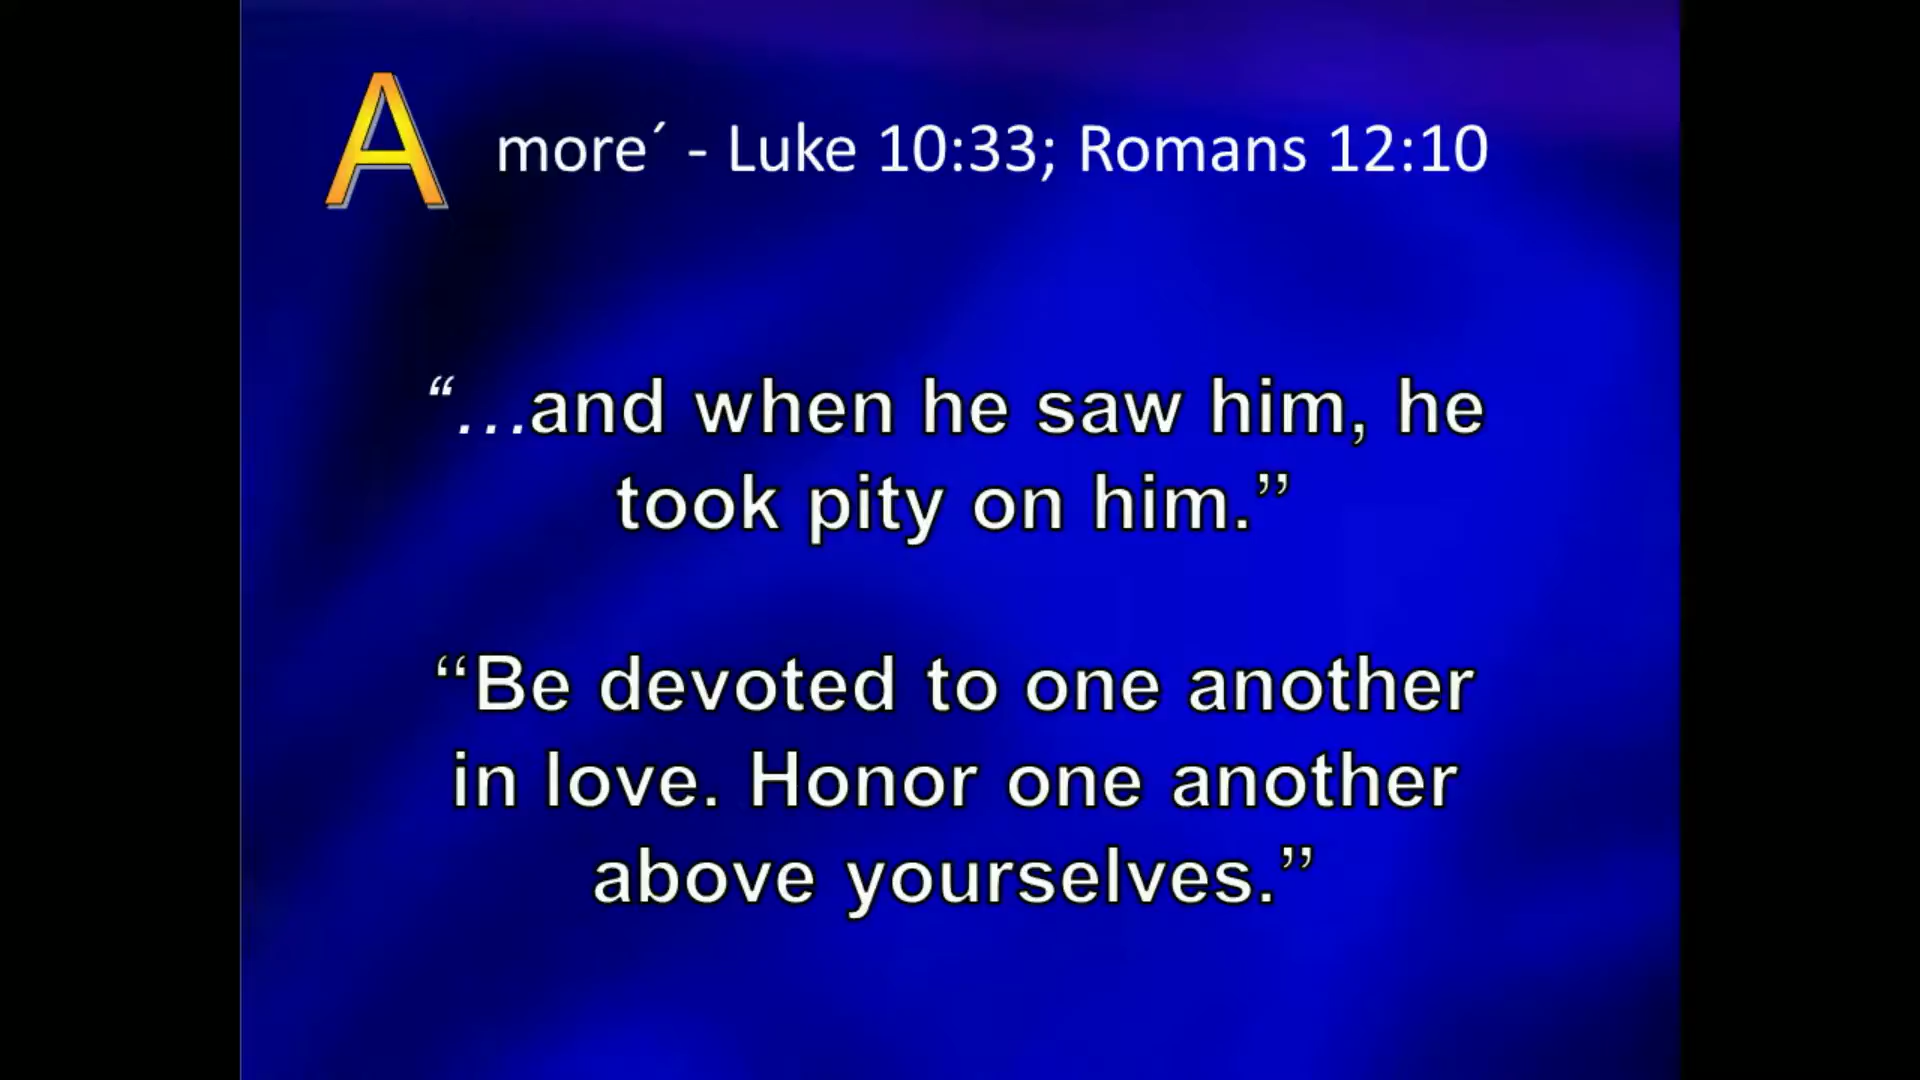 A more´ - Luke 10:33; Romans 12:10
“...and when he saw him, he
took pity on him.”
“Be devoted to one another
in love. Honor one another
above yourselves.”